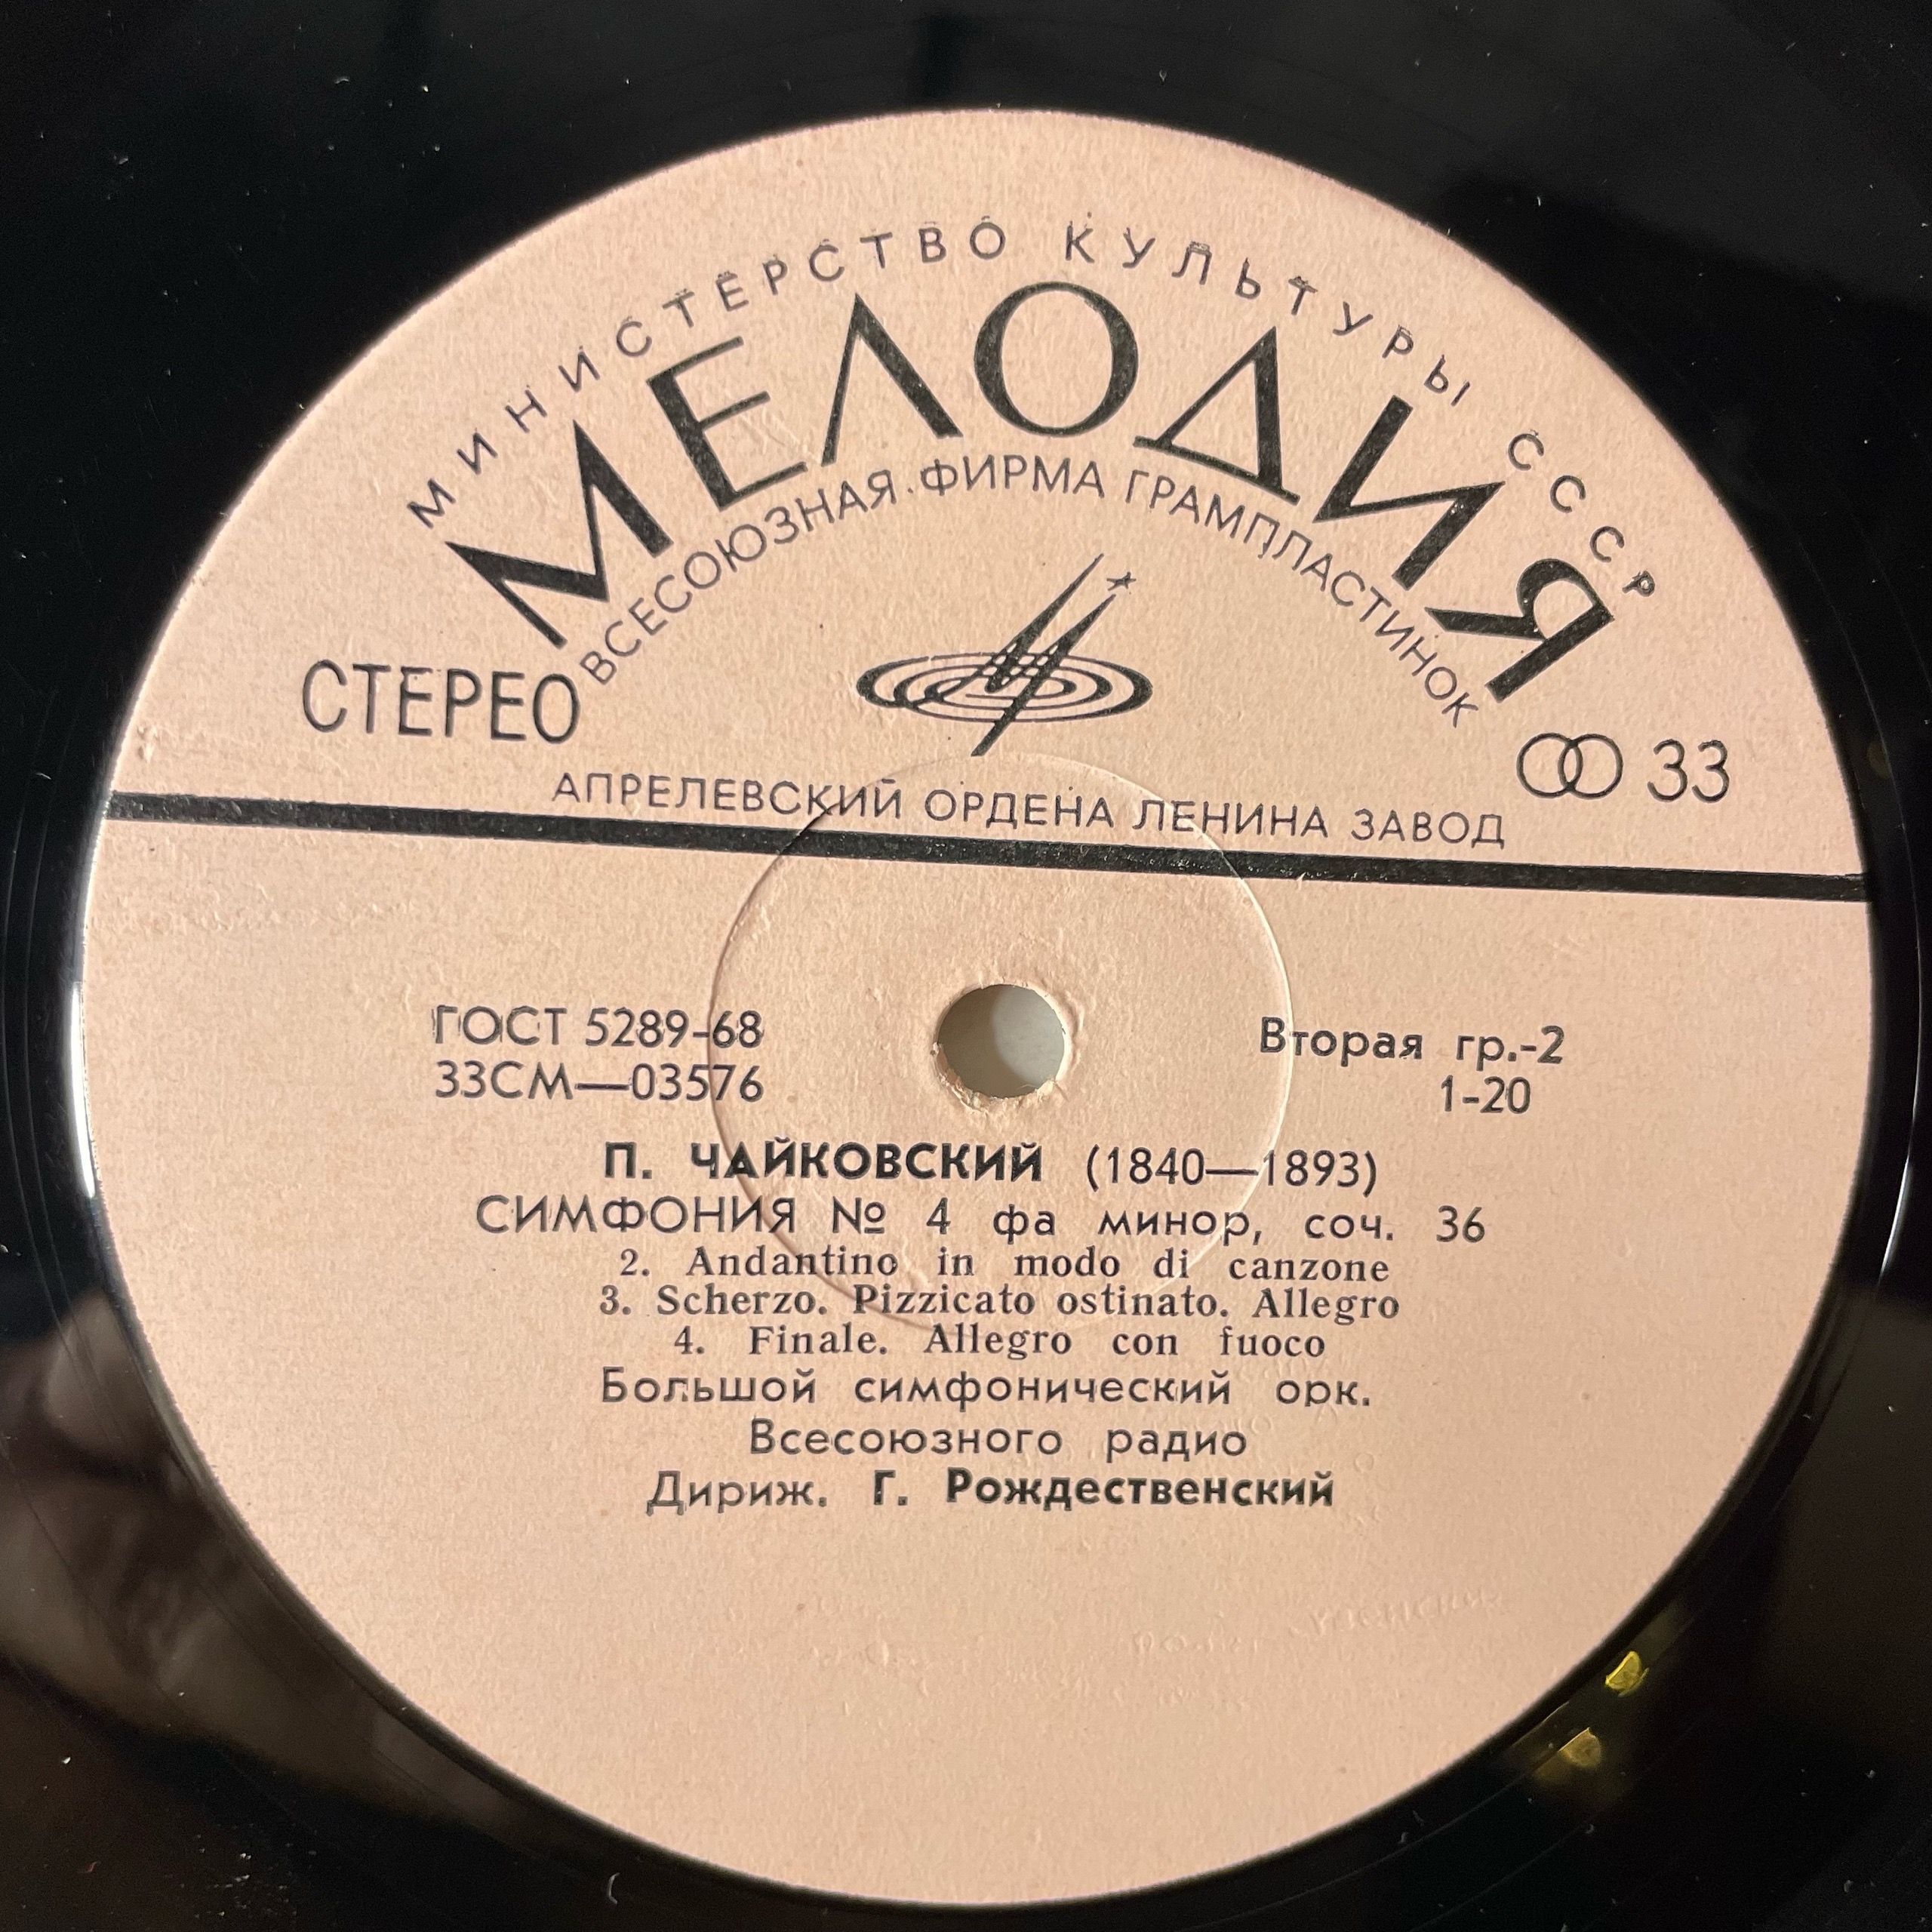 МИНИСТЕРСТВО КУЛЬТУРЫ СССР
МЕЛОДИЯ
ВСЕСОЮЗНАЯ ФИРМА ГРАМПЛАСТИНОК
СТЕРЕО
33
АПРЕЛЕВСКИЙ ОРДЕНА ЛЕНИНА ЗАВОД
ГОСТ 5289-68
33СМ—03576
Вторая гр.-2
1-20
П. ЧАЙКОВСКИЙ (1840—1893)
СИМФОНИЯ № 4 фа минор, соч. 36
2. Andantino in modo di canzone
3. Scherzo. Pizzicato ostinato. Allegro
4. Finale. Allegro con fuoco
Большой симфонический орк.
Всесоюзного радио
Дириж. Г. Рождественский